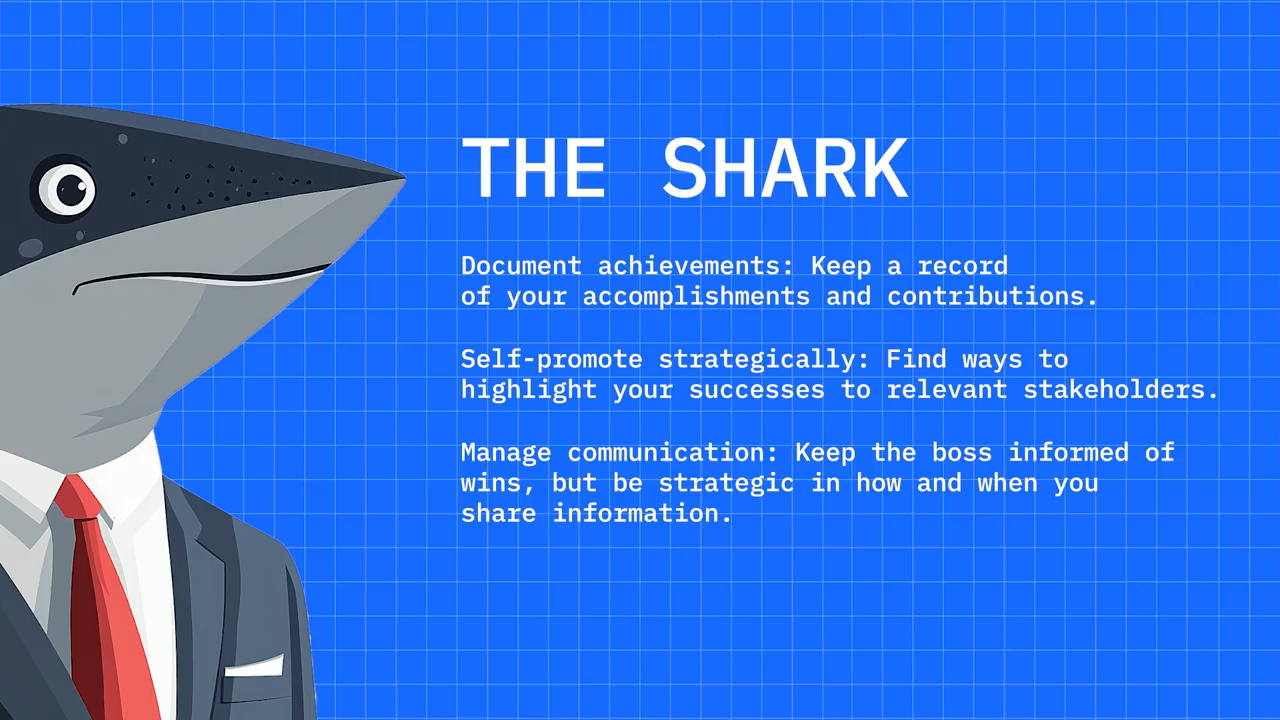 THE SHARK
Document achievements: Keep a record
of your accomplishments and contributions.
Self-promote strategically: Find ways to
highlight your successes to relevant stakeholders.
Manage communication: Keep the boss informed of
wins, but be strategic in how and when you
share information.